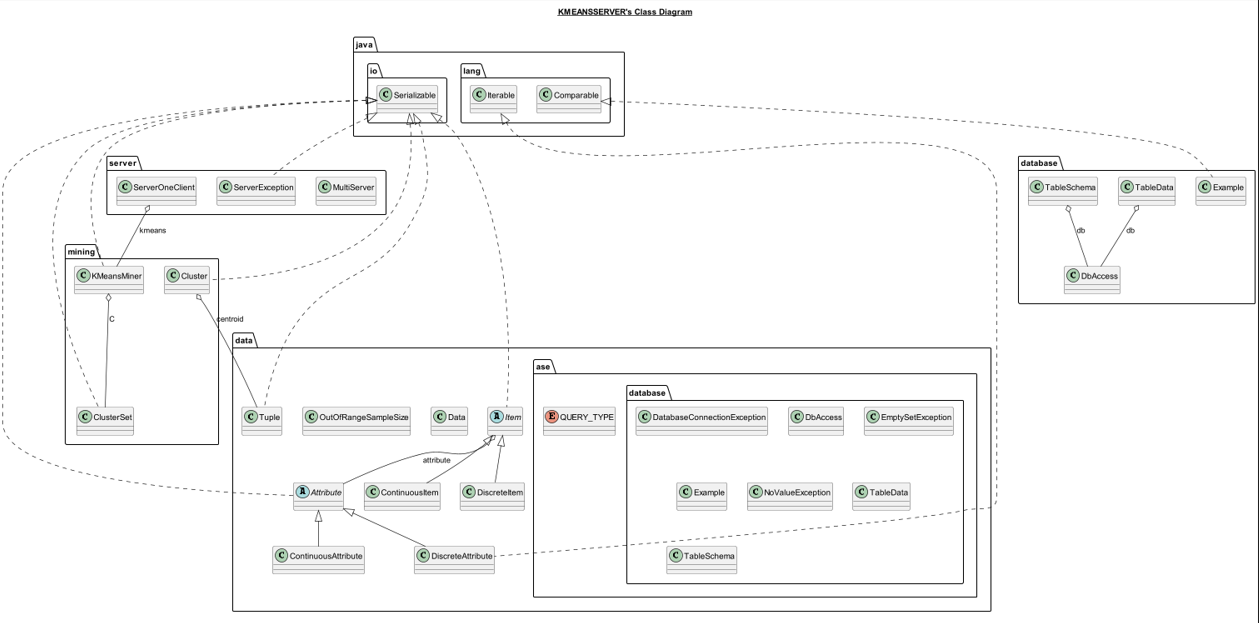 KMEANSSERVER's Class Diagram
java
io
lang
C Serializable
C Iterable
C Comparable
server
database
C ServerOneClient
C ServerException
C MultiServer
C TableSchema
C TableData
C Example
kmeans
db
db
mining
C KMeansMiner
C Cluster
C DbAccess
C
centroid
data
ase
database
C ClusterSet
C Tuple
C OutOfRangeSampleSize
C Data
A Item
E QUERY_TYPE
C DatabaseConnectionException
C DbAccess
C EmptySetException
attribute
A Attribute
C ContinuousItem
C DiscreteItem
C Example
C NoValueException
C TableData
C ContinuousAttribute
C DiscreteAttribute
C TableSchema